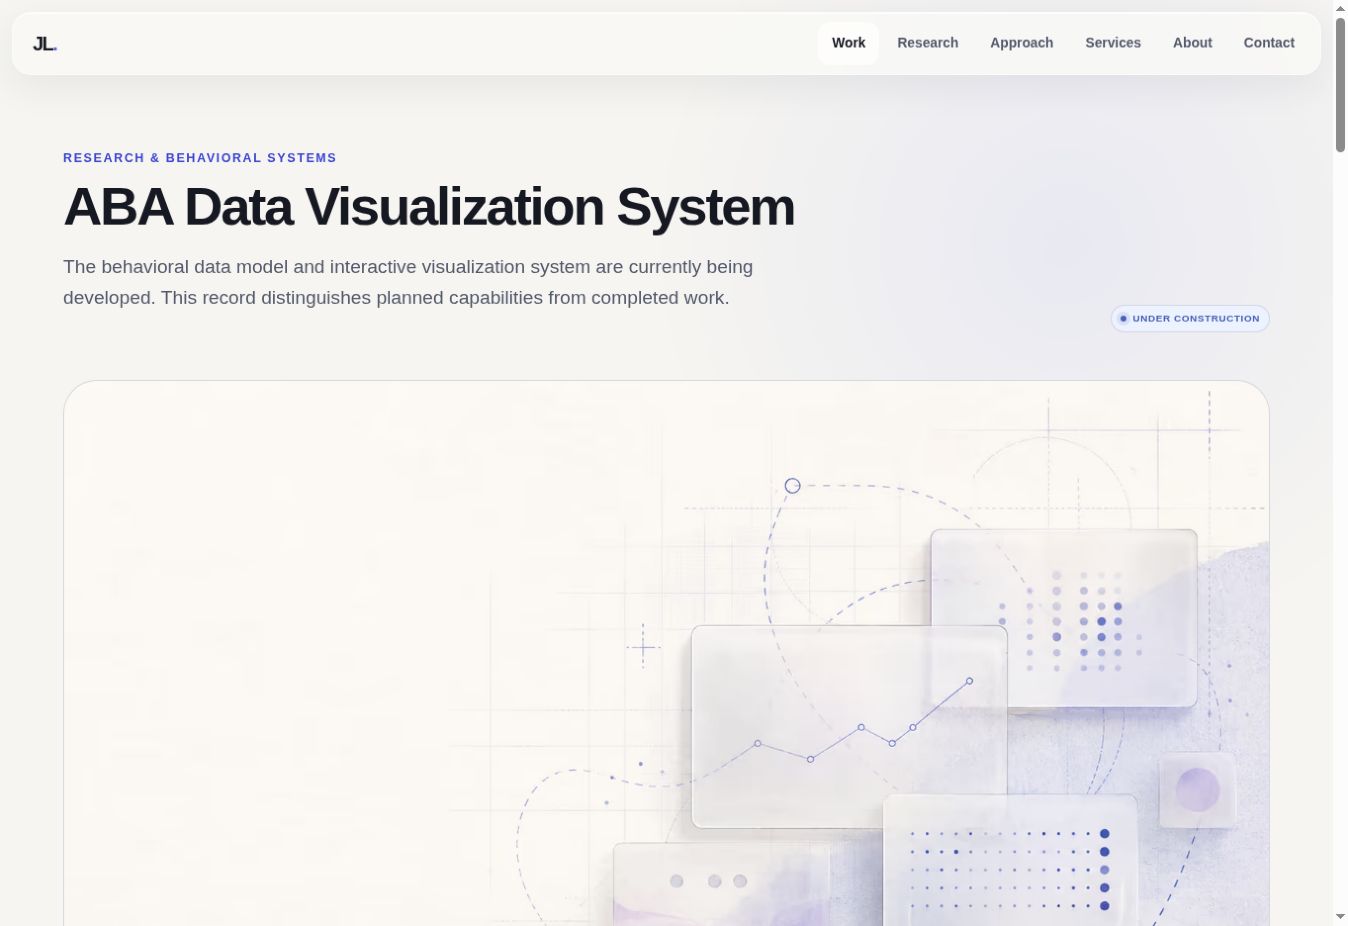 JL.
Work
Research
Approach
Services
About
Contact
RESEARCH & BEHAVIORAL SYSTEMS
ABA Data Visualization System
The behavioral data model and interactive visualization system are currently being
developed. This record distinguishes planned capabilities from completed work.
UNDER CONSTRUCTION